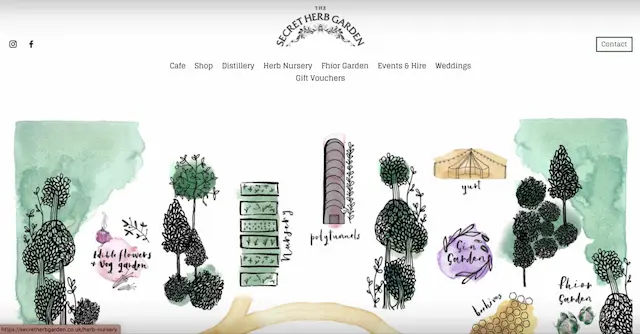 THE
SECRET HERB GARDEN
Contact
Cafe Shop Distillery Herb Nursery Fhior Garden Events & Hire Weddings
Gift Vouchers
yurt
Nursery
polytunnels
Gin
Garden
Edible flowers
+ Veg garden
Fhior
Garden
beehives
https://secretherbgarden.co.uk/herb-nursery